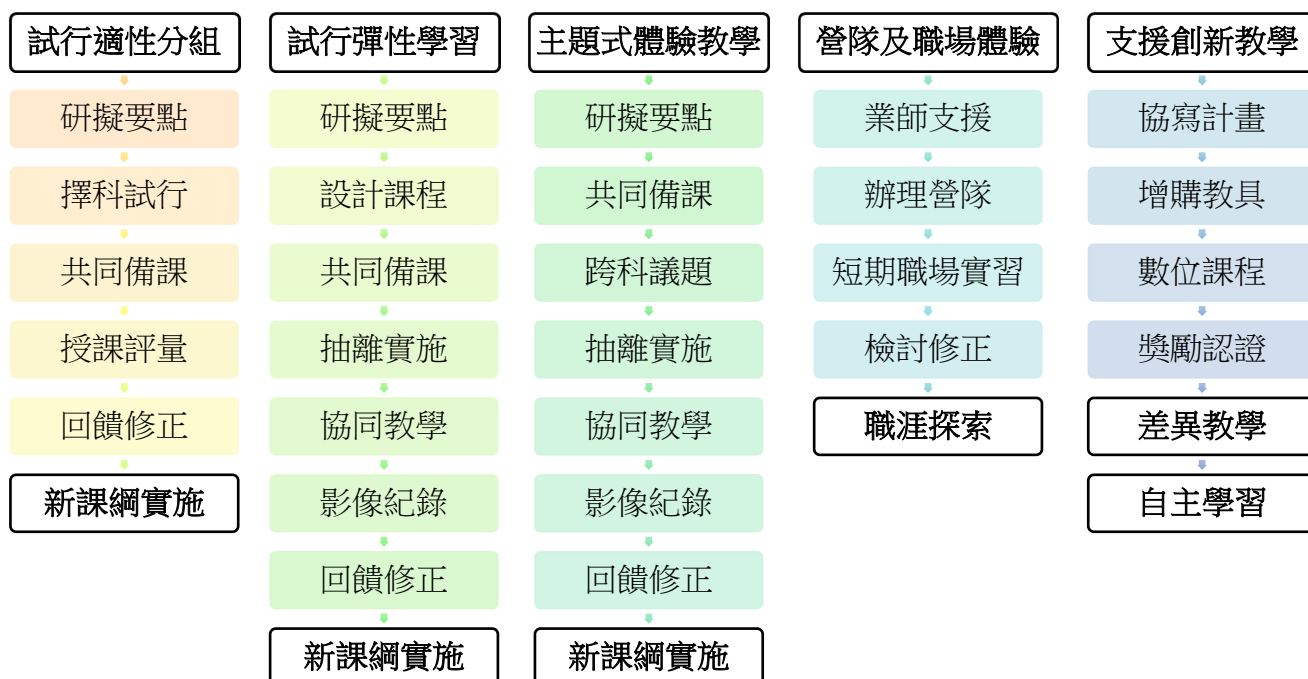 試行適性分組
研擬要點
擇科試行
共同備課
授課評量
回饋修正
新課綱實施
試行彈性學習
研擬要點
設計課程
共同備課
抽離實施
協同教學
影像紀錄
回饋修正
新課綱實施
主題式體驗教學
研擬要點
共同備課
跨科議題
抽離實施
協同教學
影像紀錄
回饋修正
新課綱實施
營隊及職場體驗
業師支援
辦理營隊
短期職場實習
檢討修正
職涯探索
支援創新教學
協寫計畫
增購教具
數位課程
獎勵認證
差異教學
自主學習